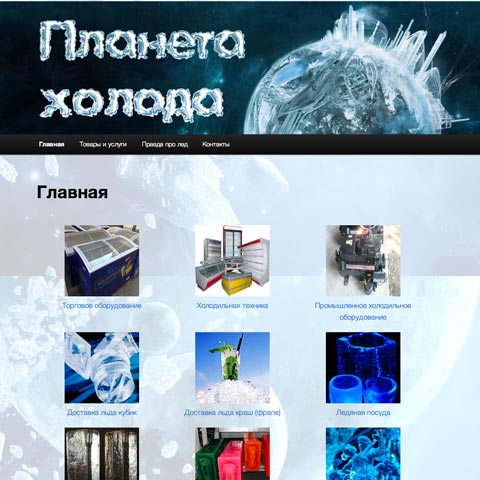 Планета
холода
Главная Товары и услуги Правда про лед Контакты
Главная
Торговое оборудование Холодильная техника Промышленное холодильное
оборудование
Доставка льда кубик Доставка льда краш (фрапе) Ледяная посуда